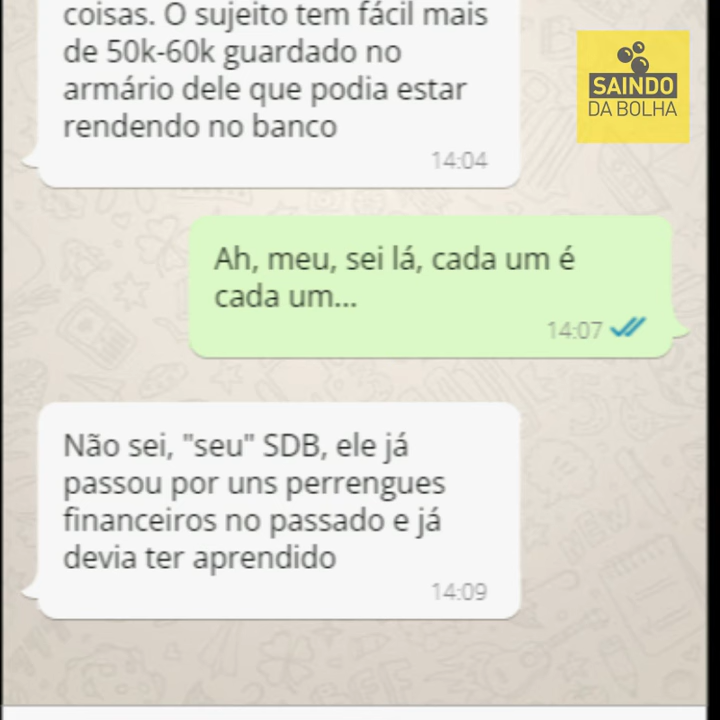 coisas. O sujeito tem fácil mais
de 50k-60k guardado no
armário dele que podia estar
rendendo no banco
14:04
SAINDO
DA BOLHA
Ah, meu, sei lá, cada um é
cada um...
14:07
Não sei, "seu" SDB, ele já
passou por uns perrengues
financeiros no passado e já
devia ter aprendido
14:09